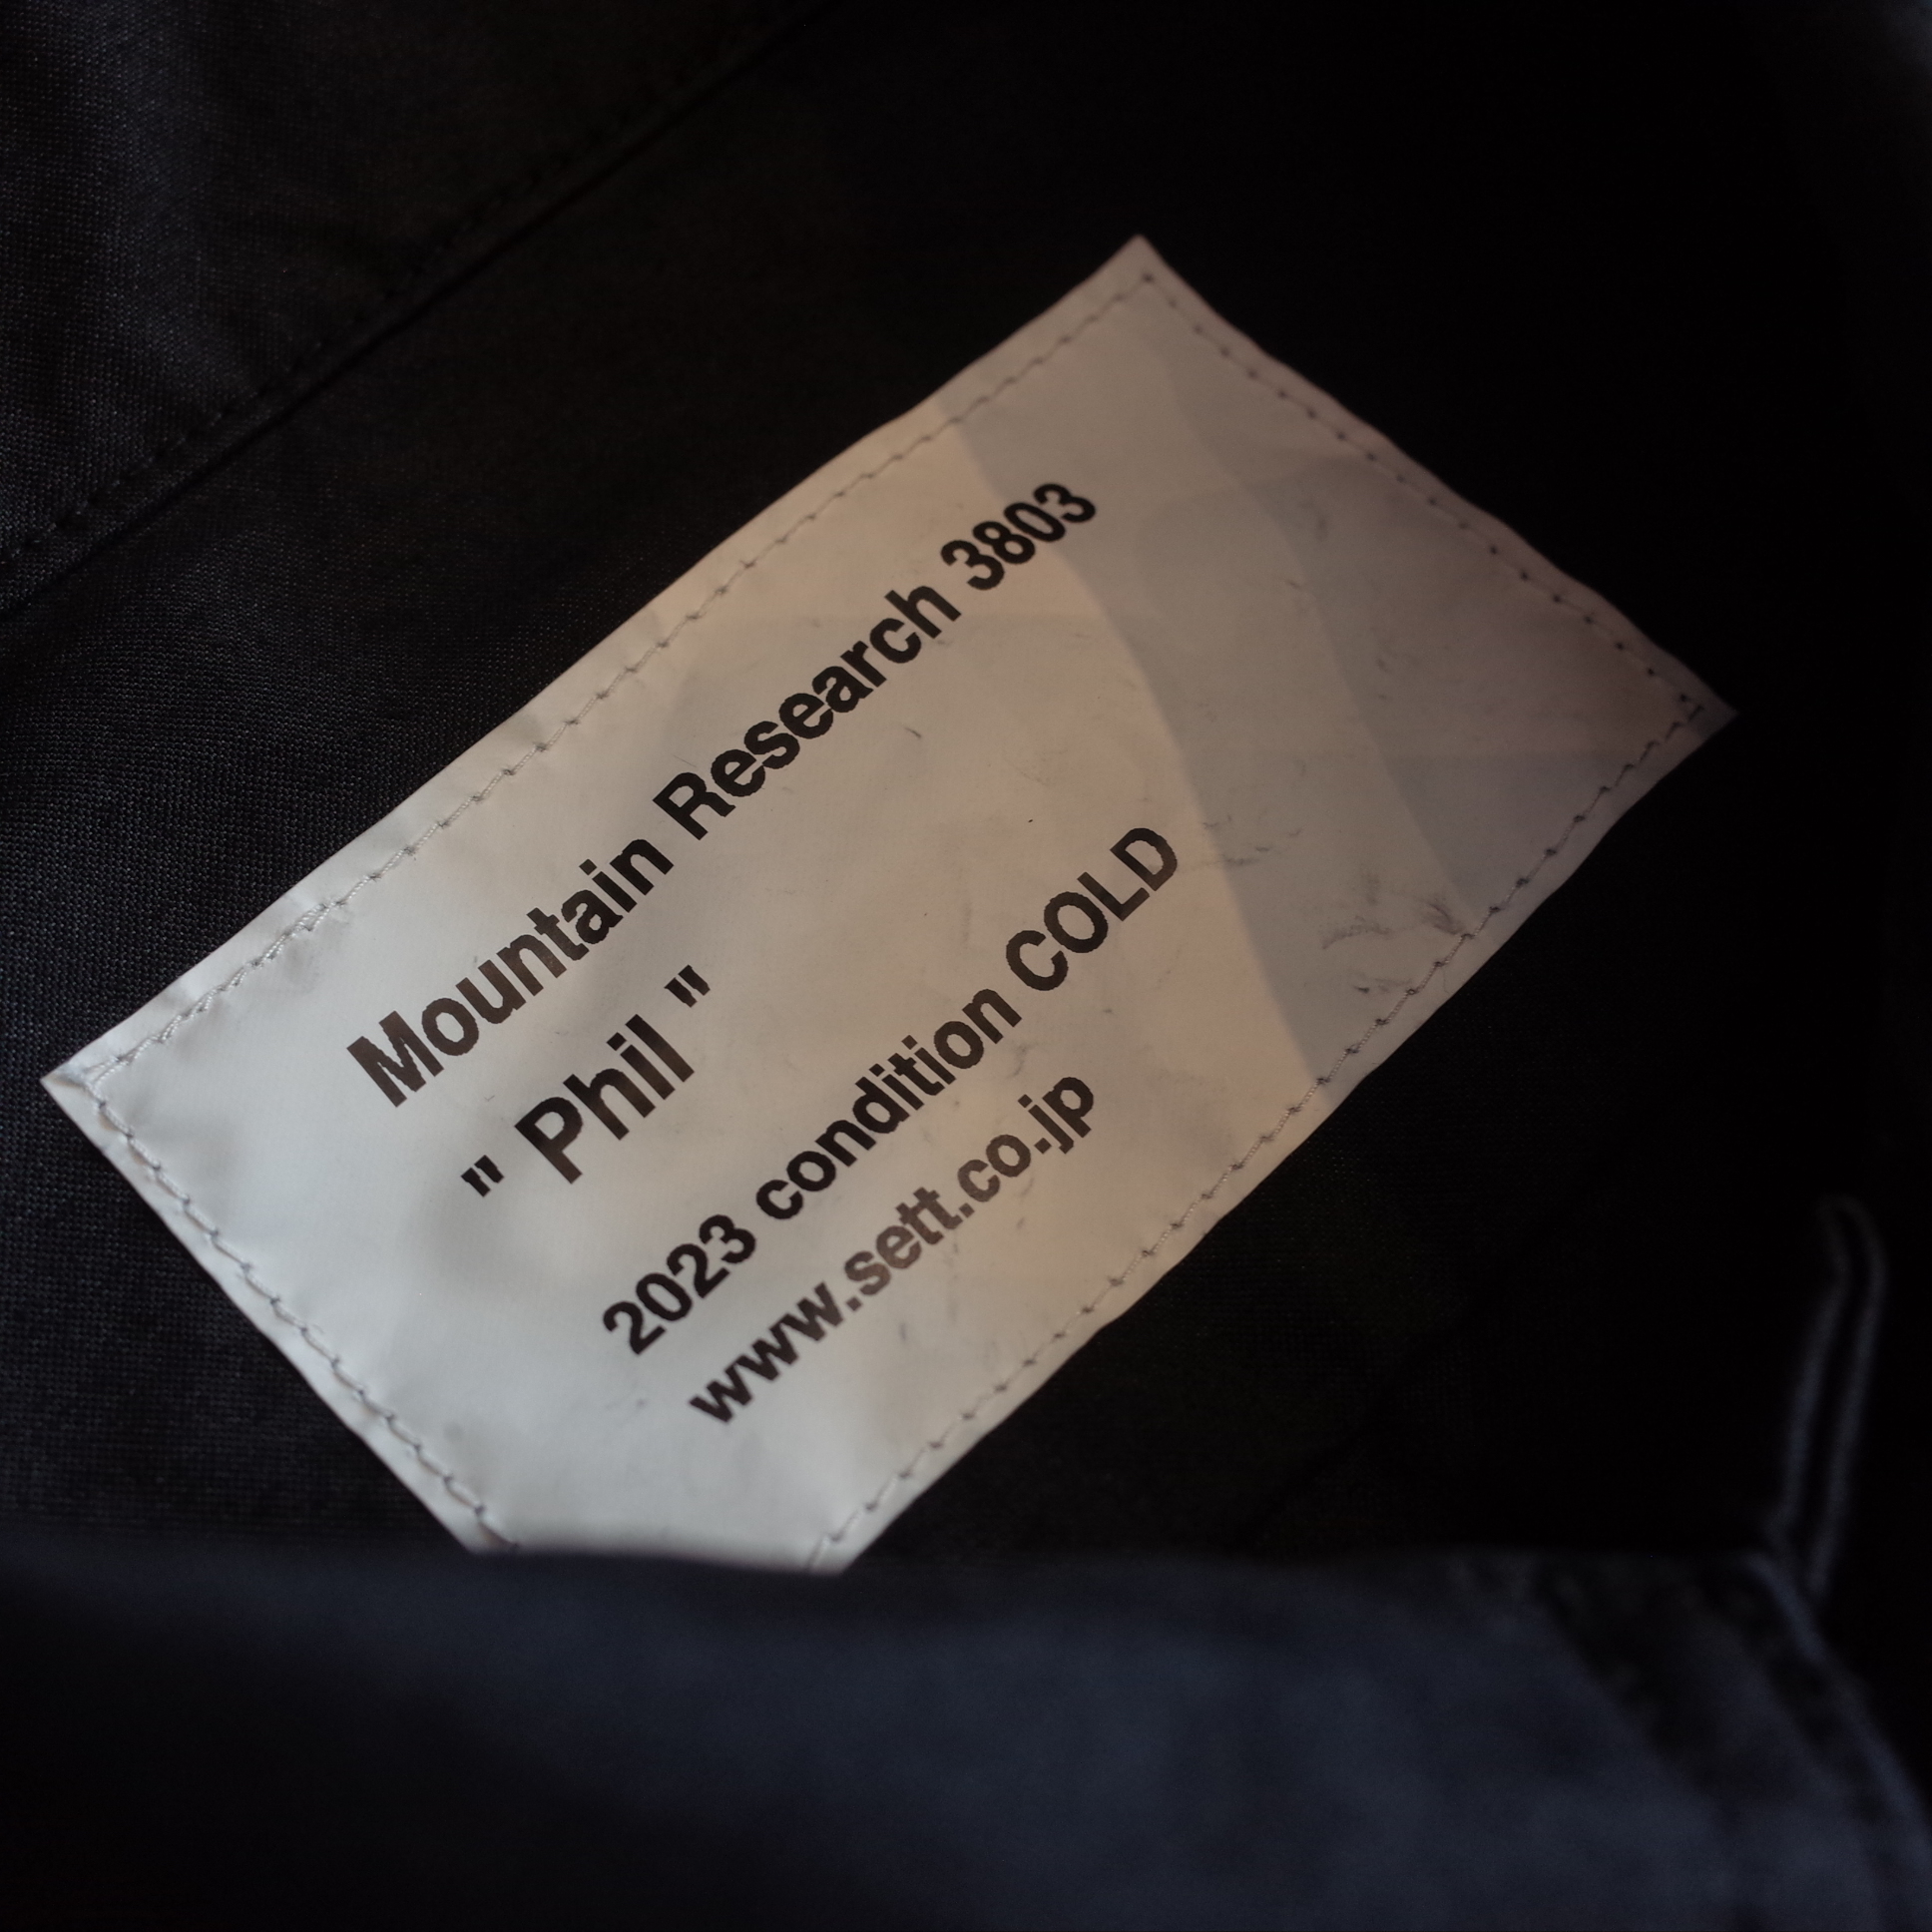 Mountain Research 3803
" Phil "
2023 condition COLD
www.sett.co.jp